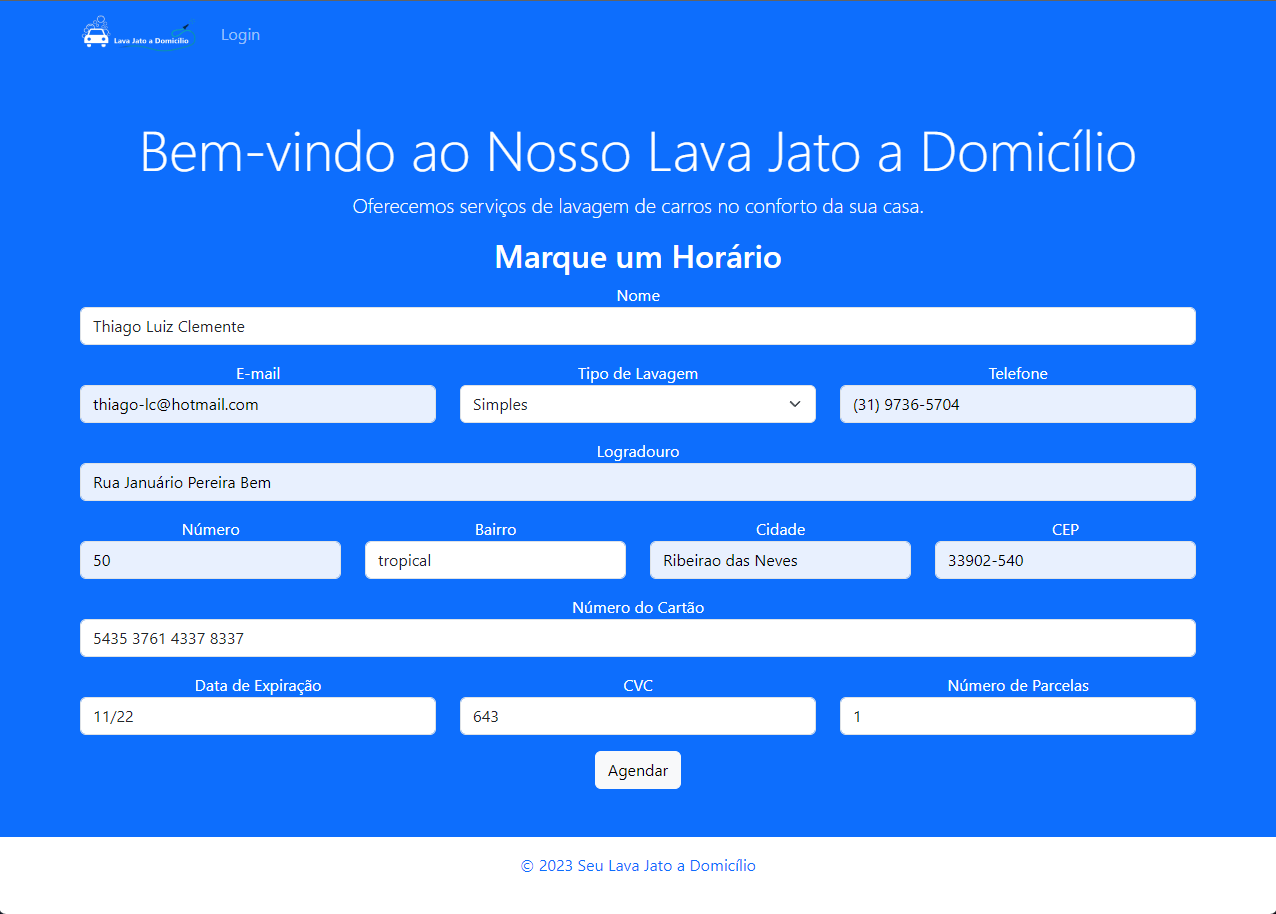 Lava Jato a Domicílio Login
Bem-vindo ao Nosso Lava Jato a Domicílio
Oferecemos serviços de lavagem de carros no conforto da sua casa.
Marque um Horário
Nome
Thiago Luiz Clemente
E-mail Tipo de Lavagem Telefone
thiago-lc@hotmail.com Simples (31) 9736-5704
Logradouro
Rua Januário Pereira Bem
Número Bairro Cidade CEP
50 tropical Ribeirao das Neves 33902-540
Número do Cartão
5435 3761 4337 8337
Data de Expiração CVC Número de Parcelas
11/22 643 1
Agendar
© 2023 Seu Lava Jato a Domicílio